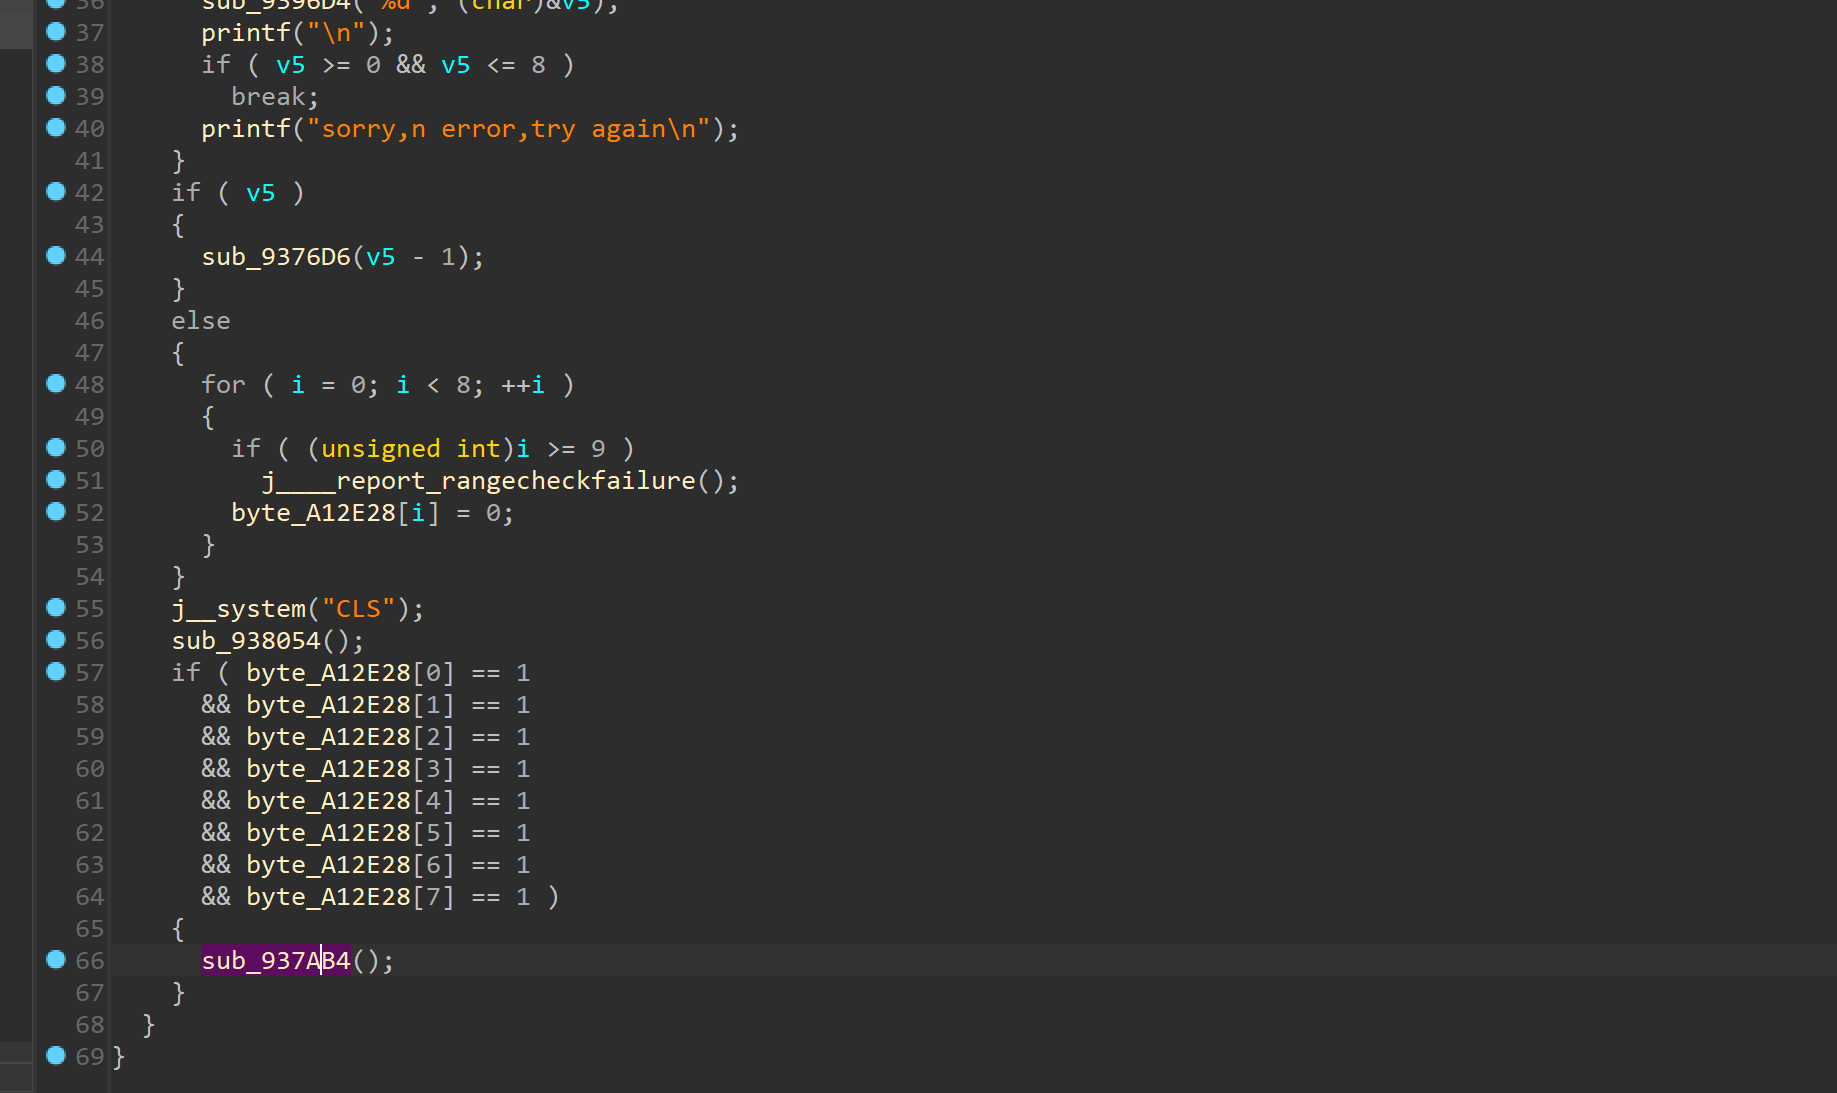 36 sub_9396D4("%d", (char)&v5);
37 printf("\n");
38 if ( v5 >= 0 && v5 <= 8 )
39 break;
40 printf("sorry,n error,try again\n");
41 }
42 if ( v5 )
43 {
44 sub_9376D6(v5 - 1);
45 }
46 else
47 {
48 for ( i = 0; i < 8; ++i )
49 {
50 if ( (unsigned int)i >= 9 )
51 j____report_rangecheckfailure();
52 byte_A12E28[i] = 0;
53 }
54 }
55 j__system("CLS");
56 sub_938054();
57 if ( byte_A12E28[0] == 1
58 && byte_A12E28[1] == 1
59 && byte_A12E28[2] == 1
60 && byte_A12E28[3] == 1
61 && byte_A12E28[4] == 1
62 && byte_A12E28[5] == 1
63 && byte_A12E28[6] == 1
64 && byte_A12E28[7] == 1 )
65 {
66 sub_937AB4();
67 }
68 }
69 }